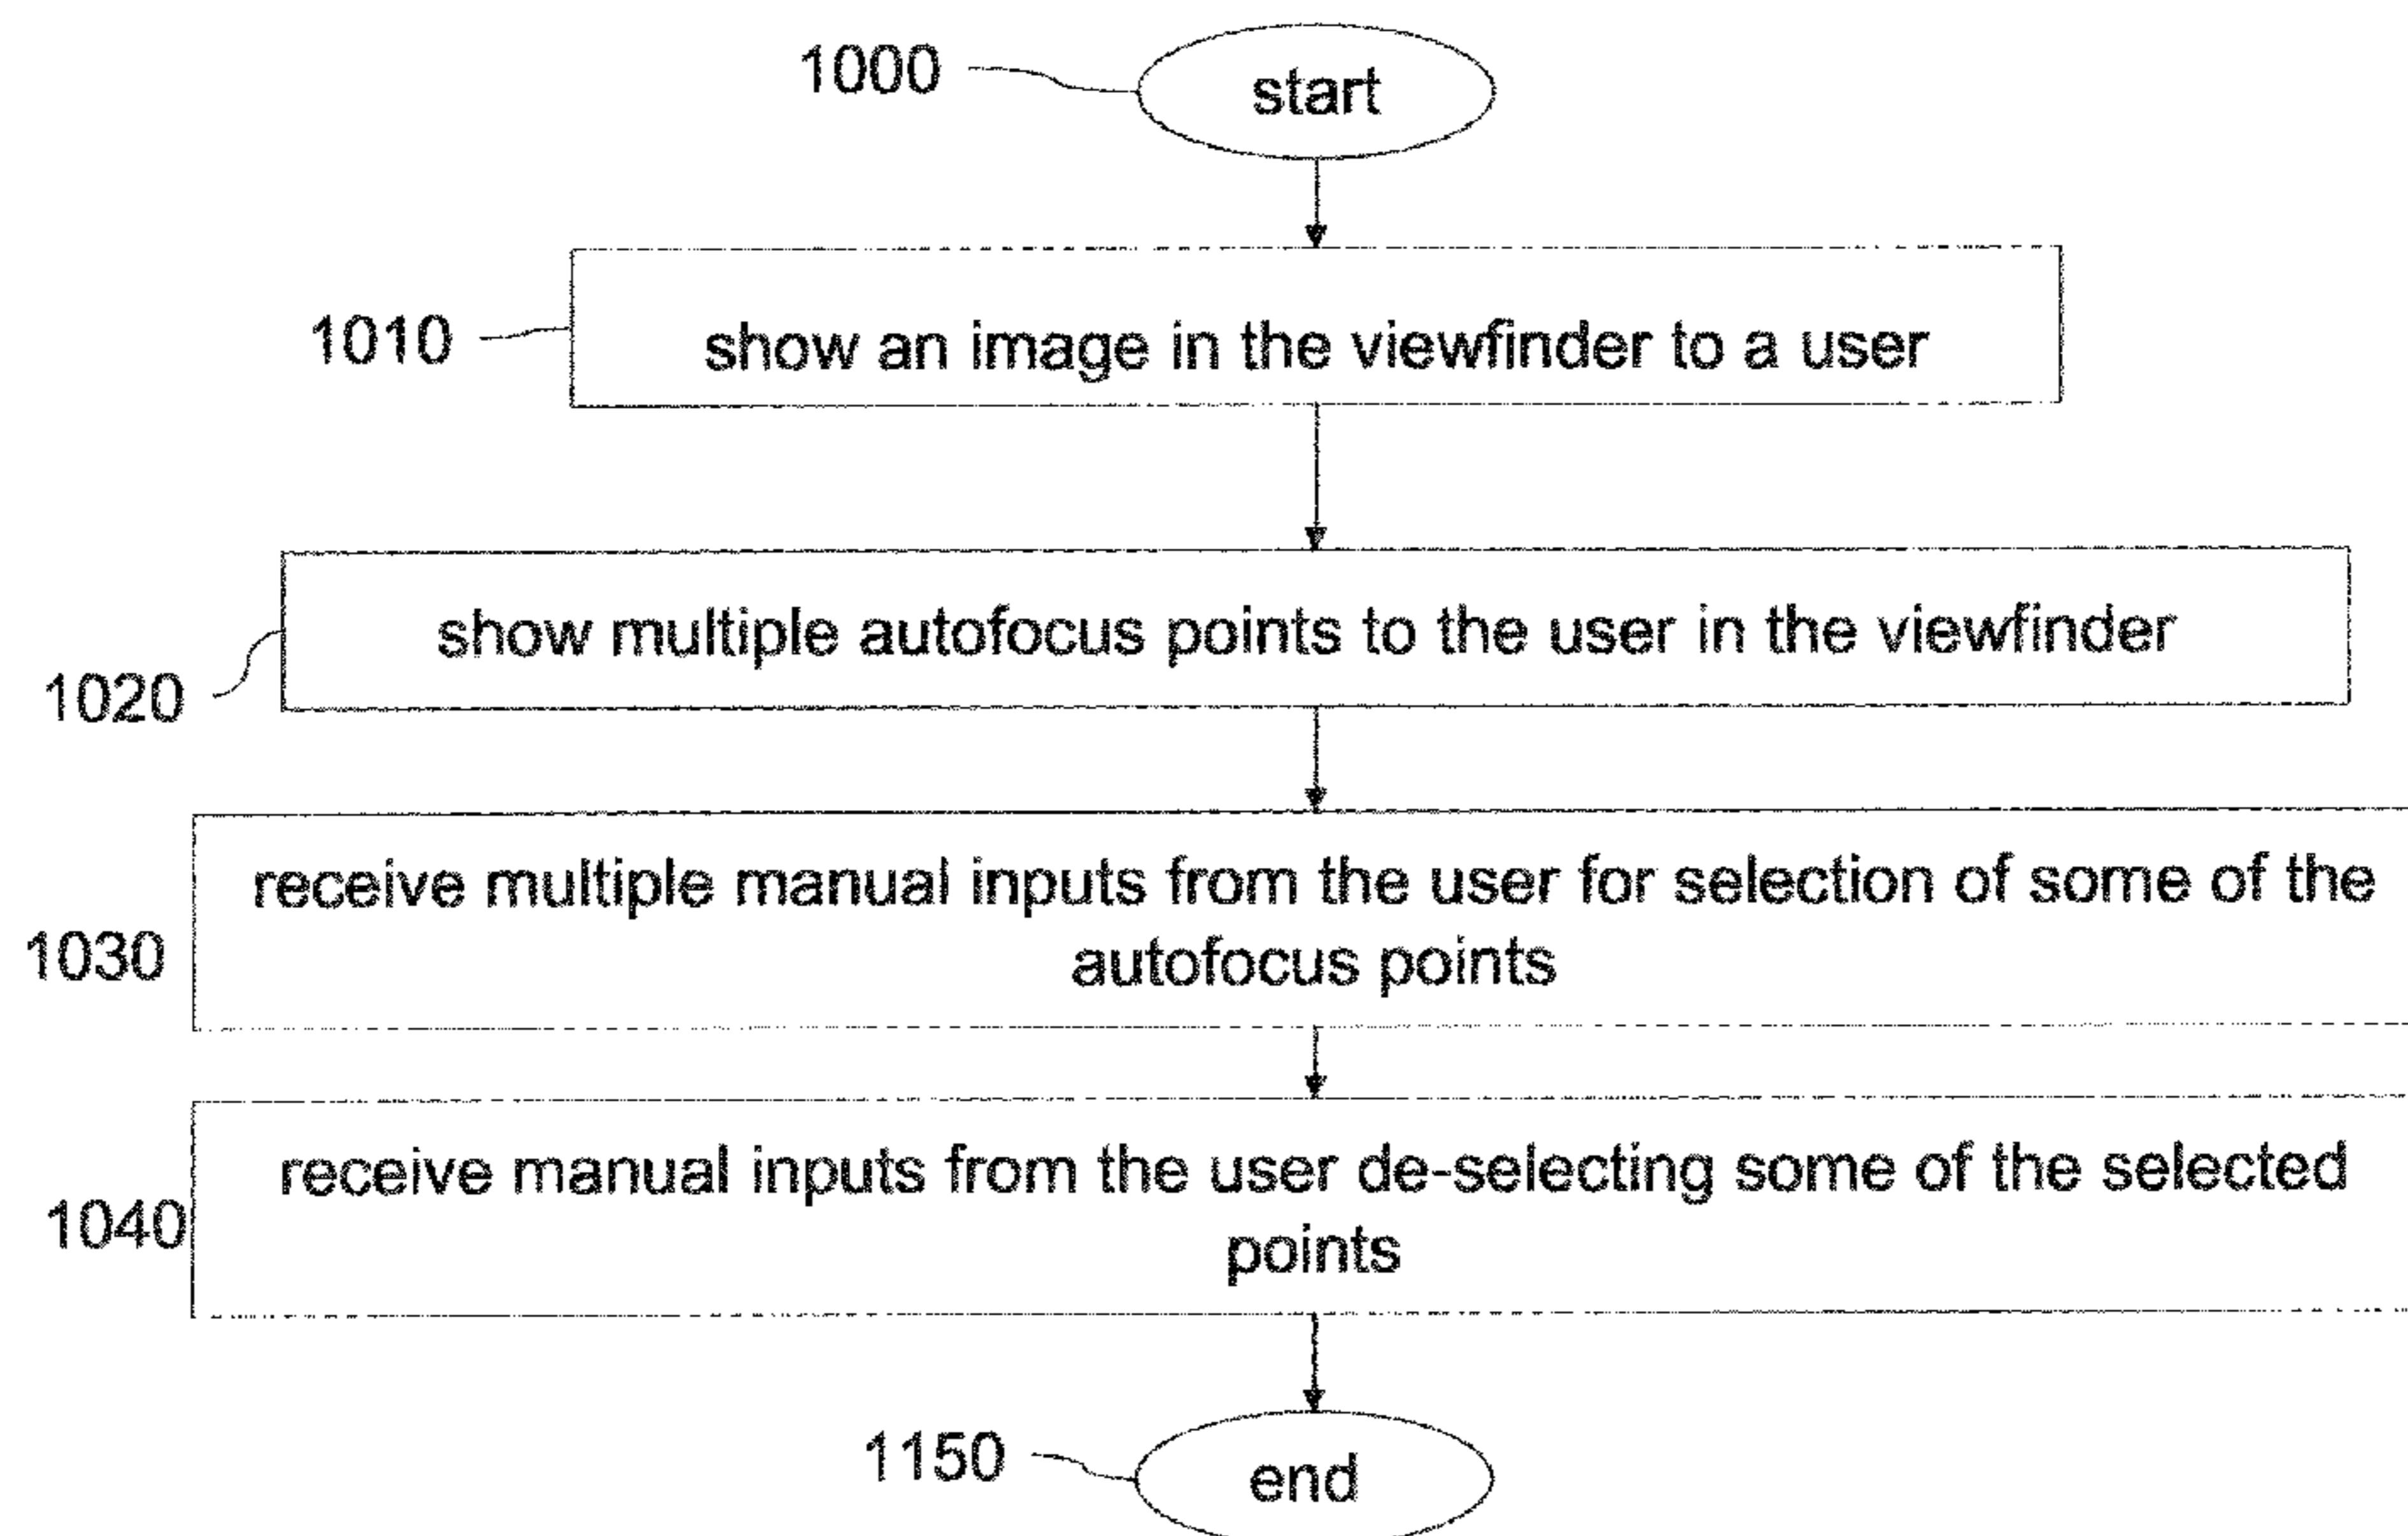 1000
start
1010
show an image in the viewfinder to a user
1020
show multiple autofocus points to the user in the viewfinder
1030
receive multiple manual inputs from the user for selection of some of the
autofocus points
1040
receive manual inputs from the user de-selecting some of the selected
points
1150
end